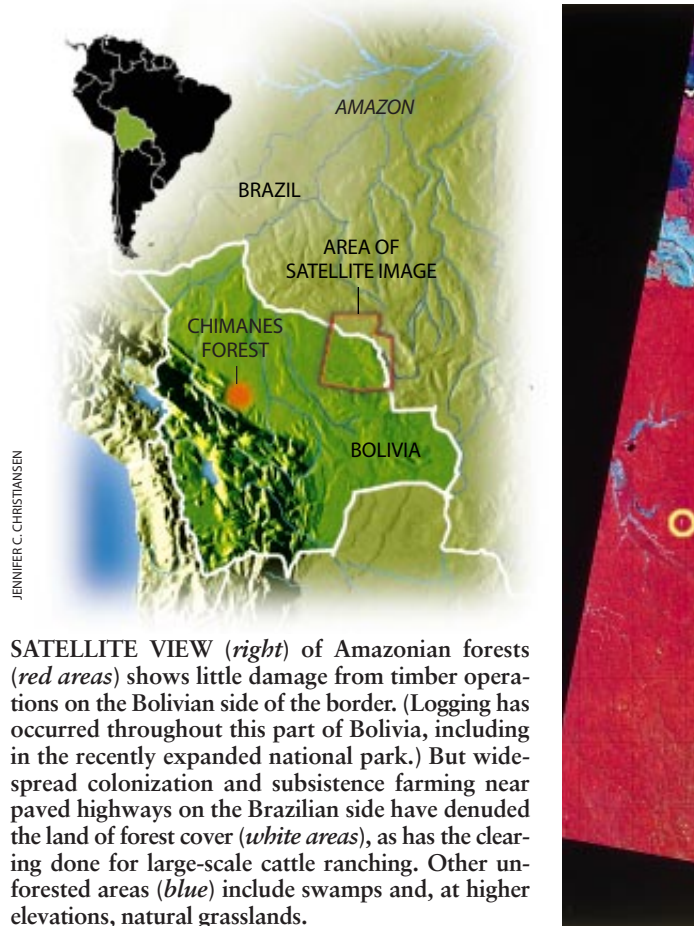 AMAZON
BRAZIL
AREA OF
SATELLITE IMAGE
CHIMANES
FOREST
BOLIVIA
JENNIFER C. CHRISTIANSEN
SATELLITE VIEW (right) of Amazonian forests
(red areas) shows little damage from timber opera-
tions on the Bolivian side of the border. (Logging has
occurred throughout this part of Bolivia, including
in the recently expanded national park.) But wide-
spread colonization and subsistence farming near
paved highways on the Brazilian side have denuded
the land of forest cover (white areas), as has the clear-
ing done for large-scale cattle ranching. Other un-
forested areas (blue) include swamps and, at higher
elevations, natural grasslands.